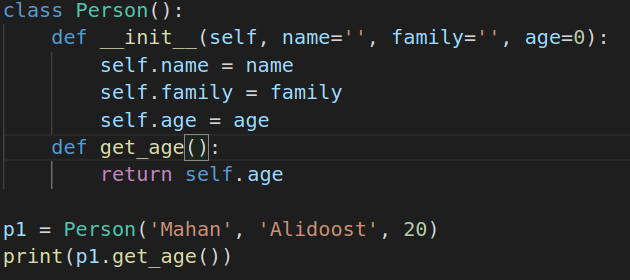 class Person():
    def __init__(self, name='', family='', age=0):
        self.name = name
        self.family = family
        self.age = age
    def get_age():
        return self.age

p1 = Person('Mahan', 'Alidoost', 20)
print(p1.get_age())